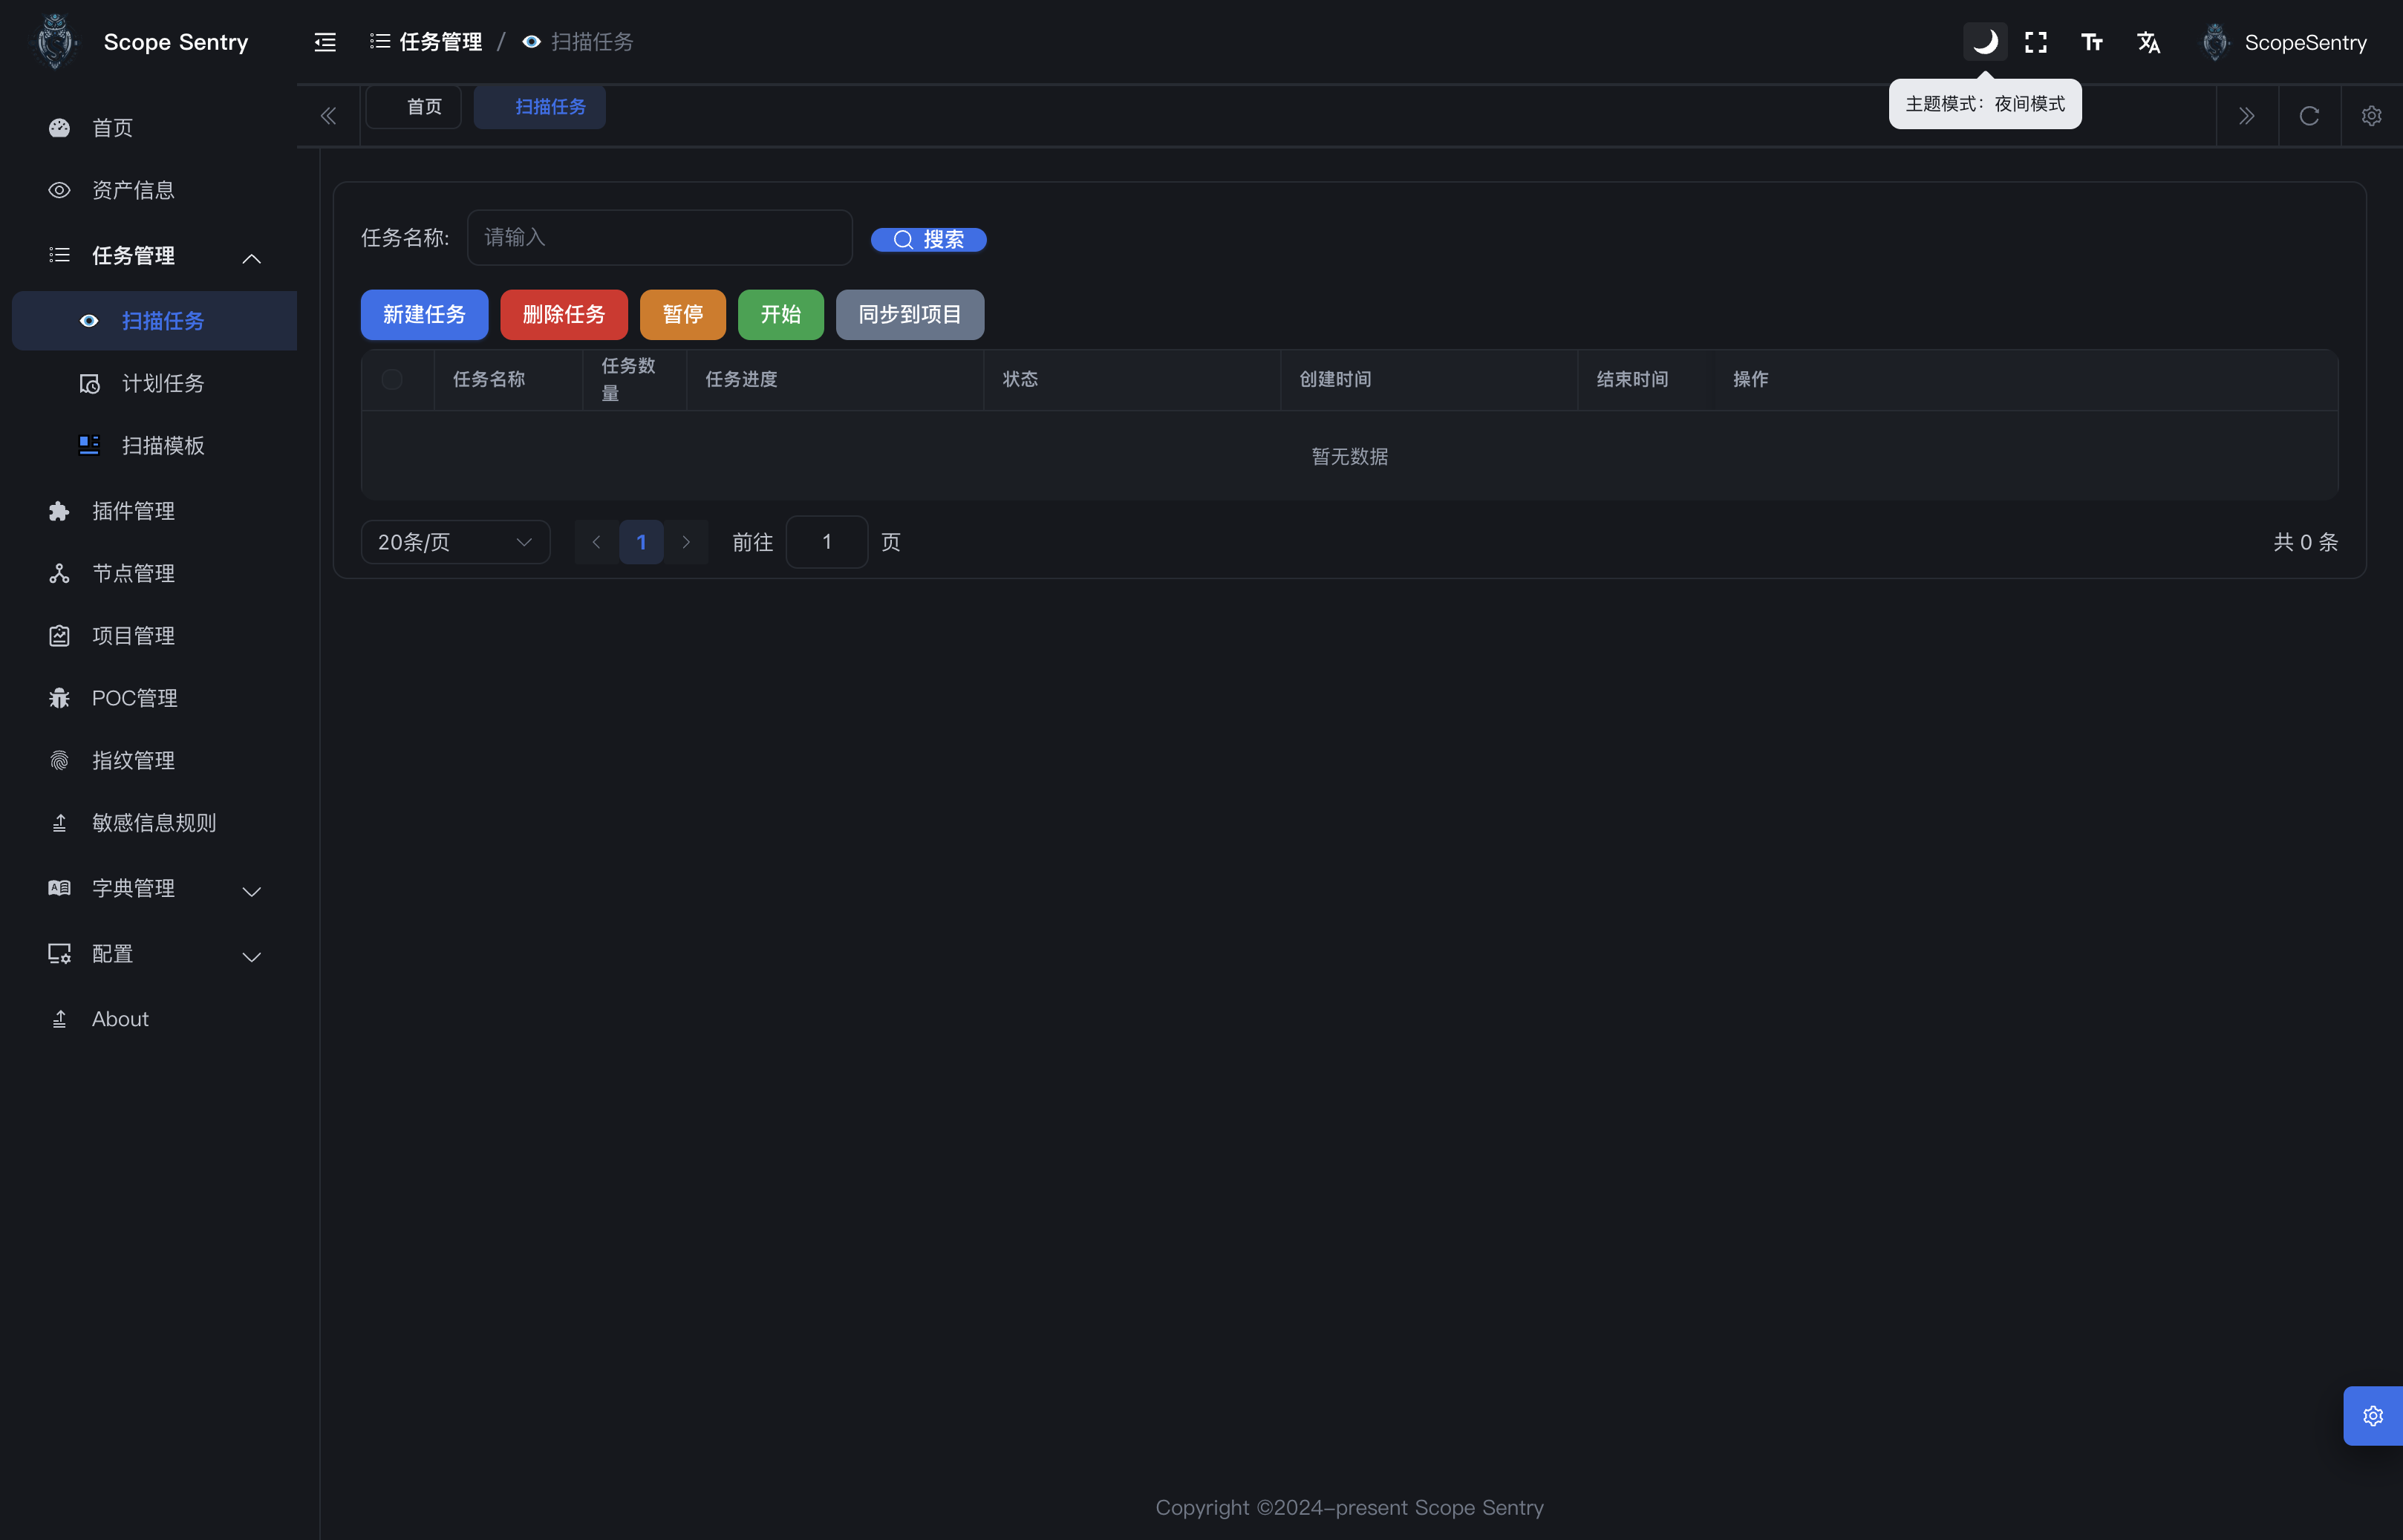 Scope Sentry
任务管理 / 扫描任务
ScopeSentry
首页
扫描任务
主题模式：夜间模式
首页
资产信息
任务管理
扫描任务
计划任务
扫描模板
插件管理
节点管理
项目管理
POC管理
指纹管理
敏感信息规则
字典管理
配置
About
任务名称:
请输入
搜索
新建任务
删除任务
暂停
开始
同步到项目
任务名称
任务数
量
任务进度
状态
创建时间
结束时间
操作
暂无数据
20条/页
1
前往
1
页
共 0 条
Copyright ©2024-present Scope Sentry